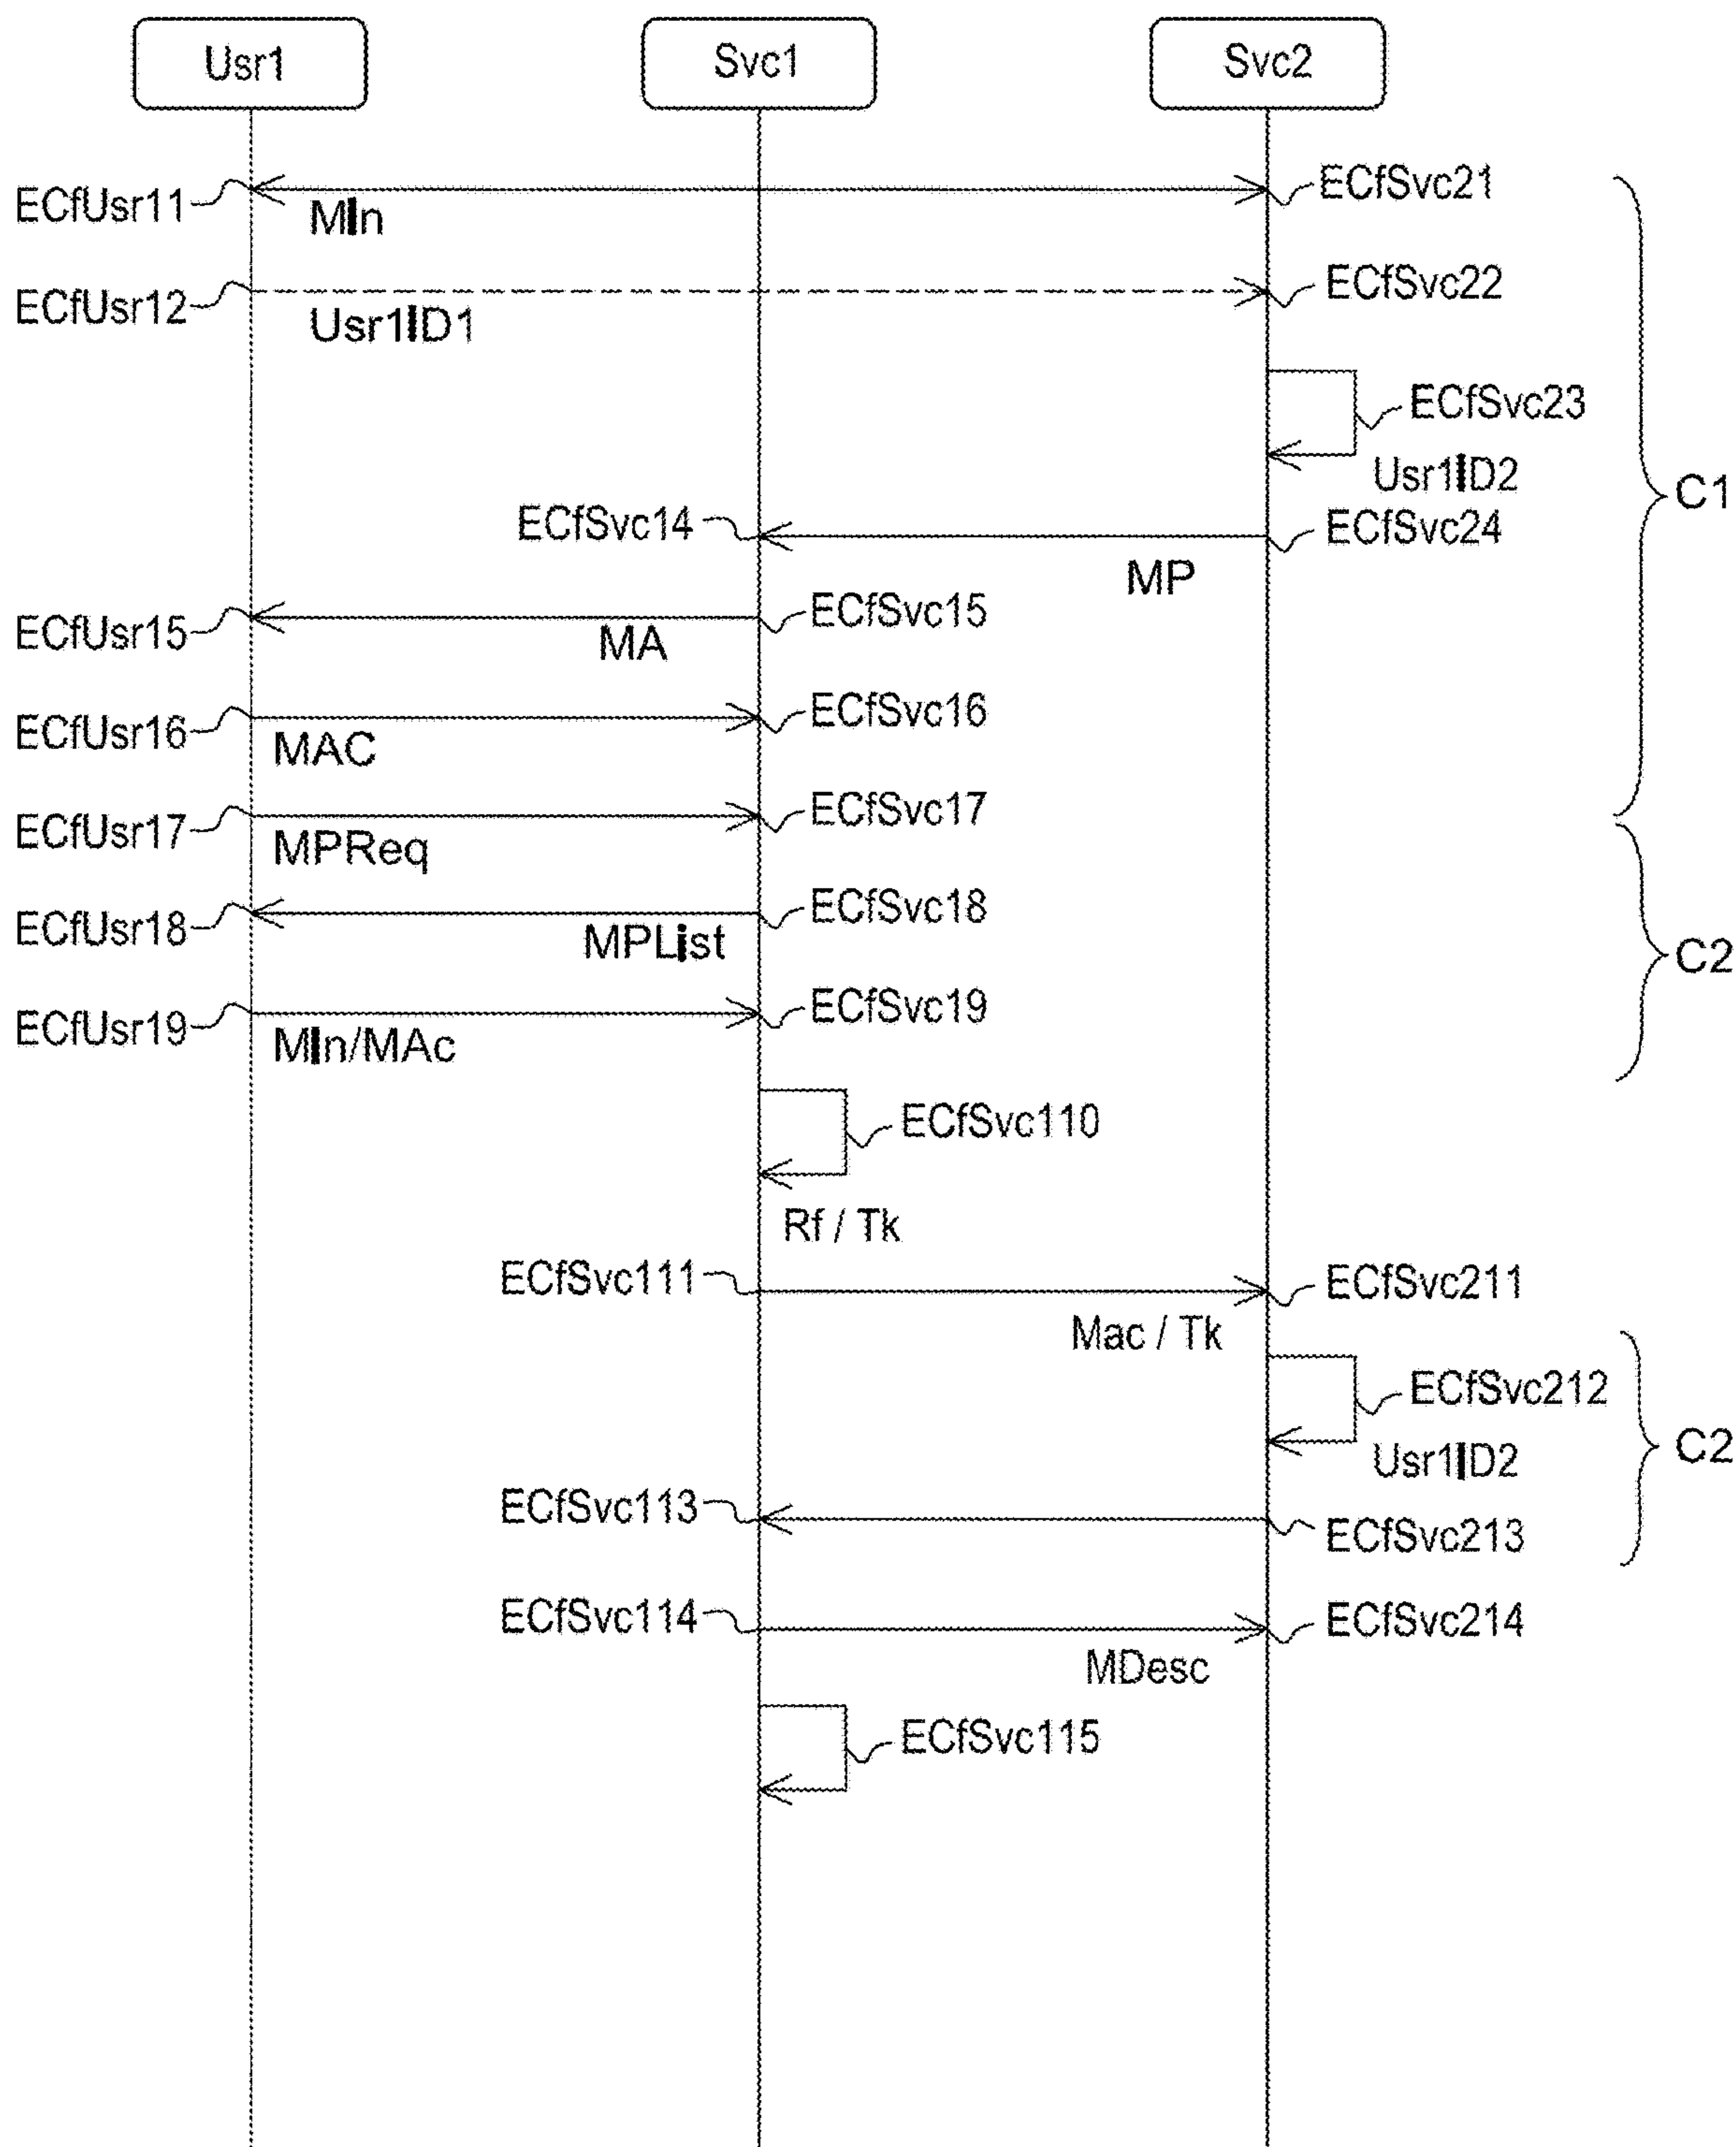 Usr1 Svc1 Svc2
ECfUsr11 ECfSvc21
MIn
ECfUsr12 ECfSvc22
Usr1ID1
ECfSvc23
Usr1ID2
C1
ECfSvc14 ECfSvc24
MP
ECfUsr15 ECfSvc15
MA
ECfUsr16 ECfSvc16
MAC
ECfUsr17 ECfSvc17
MPReq
ECfUsr18 ECfSvc18
MPList
C2
ECfUsr19 ECfSvc19
MIn/MAc
ECfSvc110
Rf / Tk
ECfSvc111 ECfSvc211
Mac / Tk
ECfSvc212
Usr1ID2
C2
ECfSvc113 ECfSvc213
ECfSvc114 ECfSvc214
MDesc
ECfSvc115